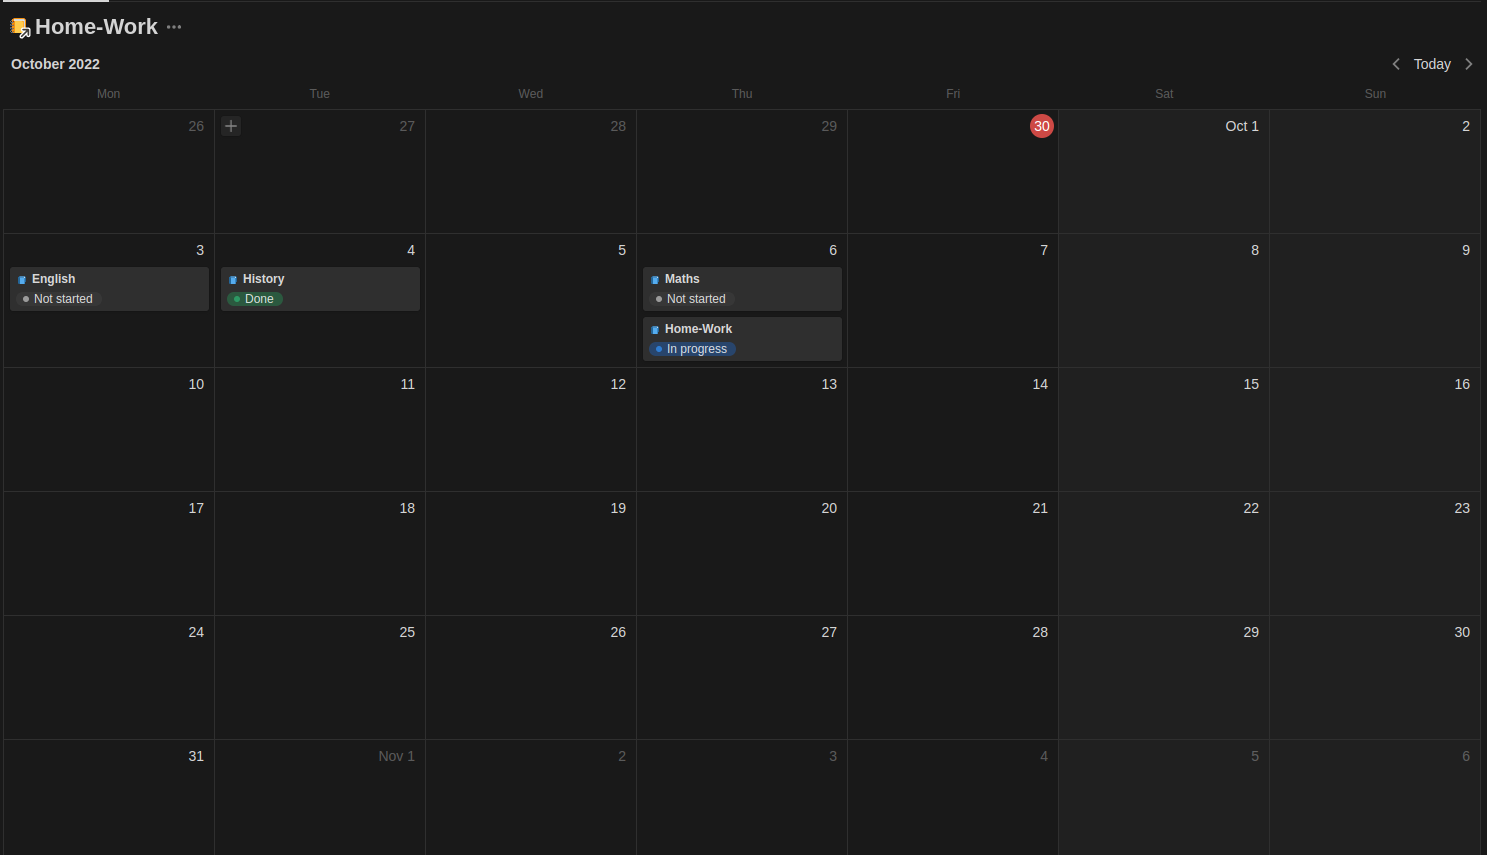 Home-Work
October 2022
Today
Mon Tue Wed Thu Fri Sat Sun
26 27 28 29 30 Oct 1 2
3 4 5 6 7 8 9
English
Not started
History
Done
Maths
Not started
Home-Work
In progress
10 11 12 13 14 15 16
17 18 19 20 21 22 23
24 25 26 27 28 29 30
31 Nov 1 2 3 4 5 6